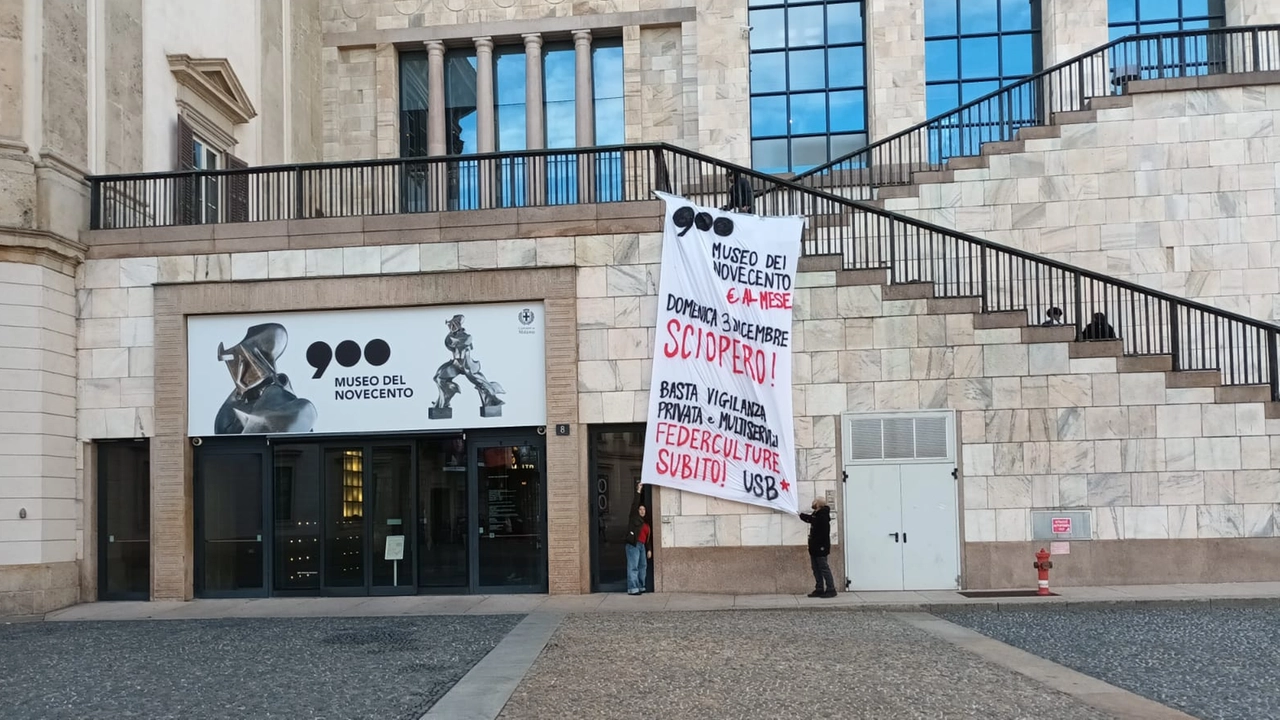 900
MUSEO DEL
NOVECENTO
8
900
MUSEO DEI
NOVECENTO
€ AL MESE
DOMENICA 3 DICEMBRE
SCIOPERO!
BASTA VIGILANZA
PRIVATA e MULTISERVIZI
FEDERCULTURE
SUBITO!
USB